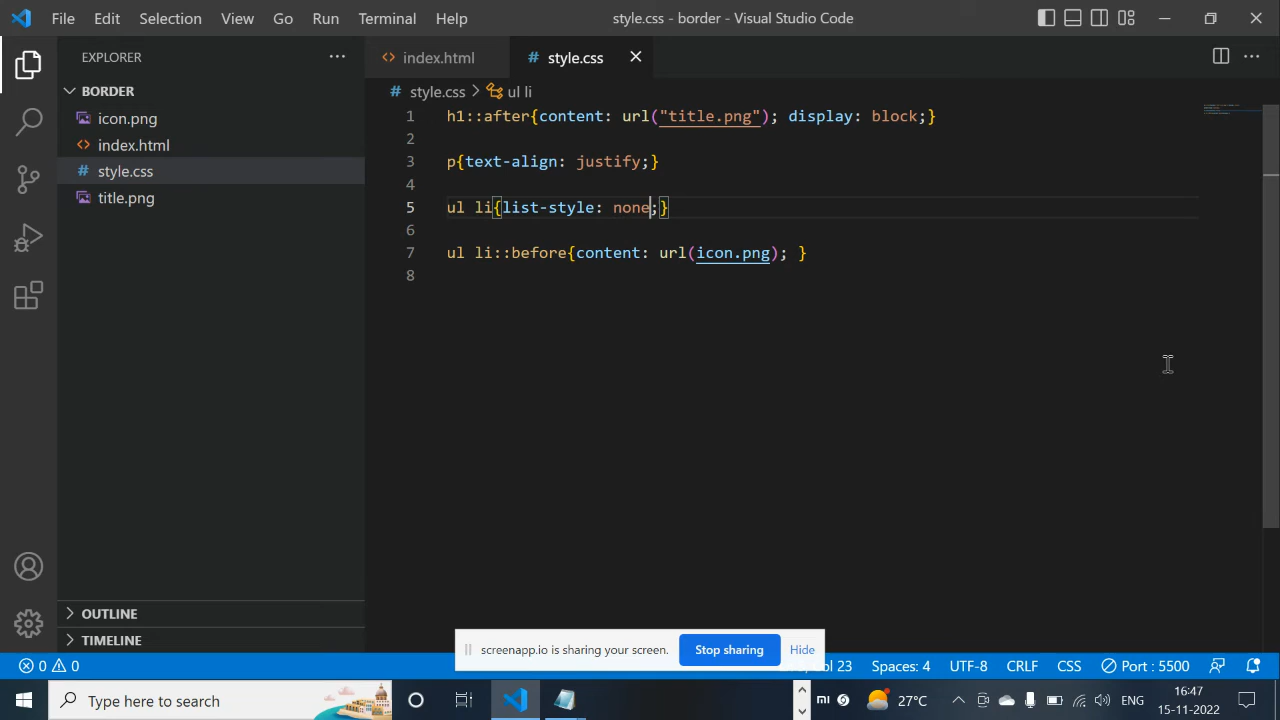 File Edit Selection View Go Run Terminal Help style.css - border - Visual Studio Code
EXPLORER
BORDER
icon.png
index.html
# style.css
title.png
OUTLINE
TIMELINE
index.html # style.css
# style.css ul li
1 h1::after{content: url("title.png"); display: block;}
2
3 p{text-align: justify;}
4
5 ul li{list-style: none;}
6
7 ul li::before{content: url(icon.png); }
8
screenapp.io is sharing your screen. Stop sharing Hide
0 0 Col 23 Spaces: 4 UTF-8 CRLF CSS Port : 5500
Type here to search mi 27°C ENG 16:47
15-11-2022